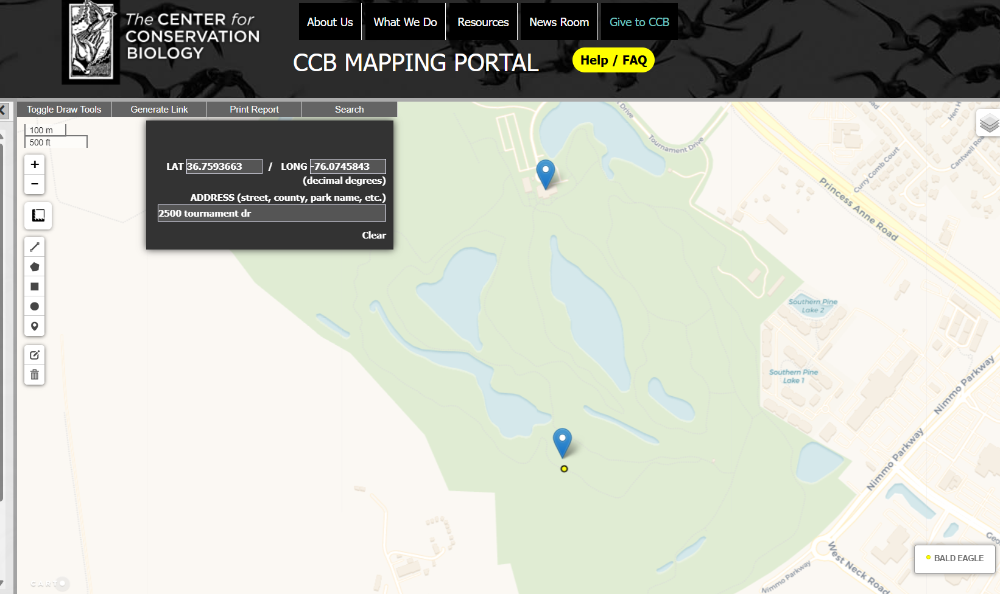 The CENTER for
CONSERVATION
BIOLOGY
About Us
What We Do
Resources
News Room
Give to CCB
CCB MAPPING PORTAL
Help / FAQ
Toggle Draw Tools
Generate Link
Print Report
Search
100 m
500 ft
+
−
LAT 36.7593663 / LONG -76.0745843
(decimal degrees)
ADDRESS (street, county, park name, etc.)
2500 tournament dr
Clear
Drive
Tournament Drive
Princess Anne Road
Curry Comb Court
Cantwell Roa
Hen H
Southern Pine
Lake 2
Southern Pine
Lake 1
Nimmo Parkway
Nimmo Parkway
Nimmo Parkway
West Neck Road
Geo
BALD EAGLE
CARTO